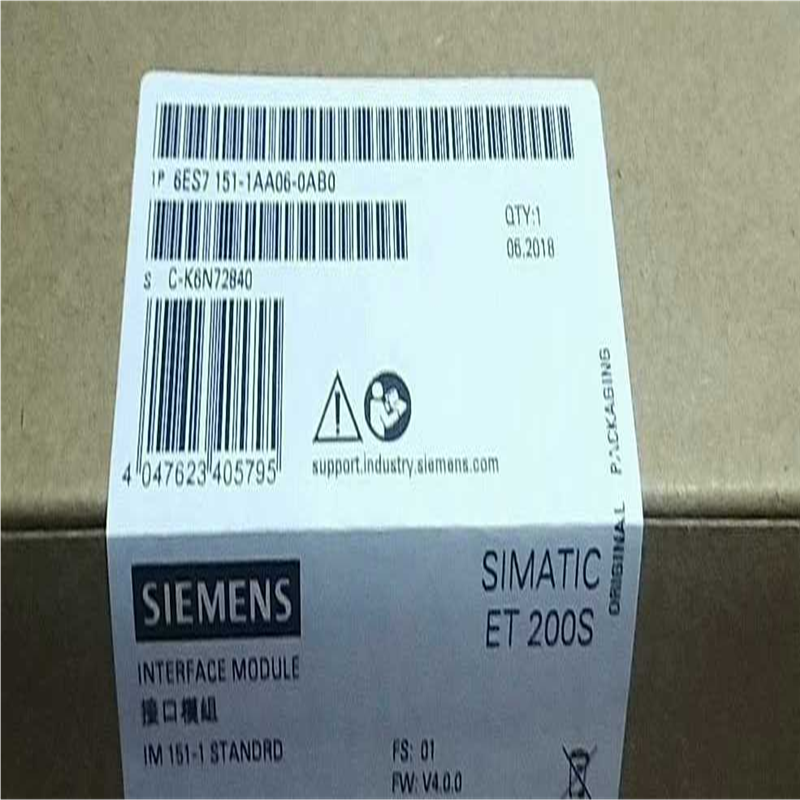 1P 6ES7 151-1AA06-0AB0
QTY:1
06.2018
S C-K6N72840
4 047623 405795
support.industry.siemens.com
ORIGINAL PACKAGING
SIEMENS
SIMATIC
ET 200S
INTERFACE MODULE
接口模組
IM 151-1 STANDRD
FS: 01
FW: V4.0.0